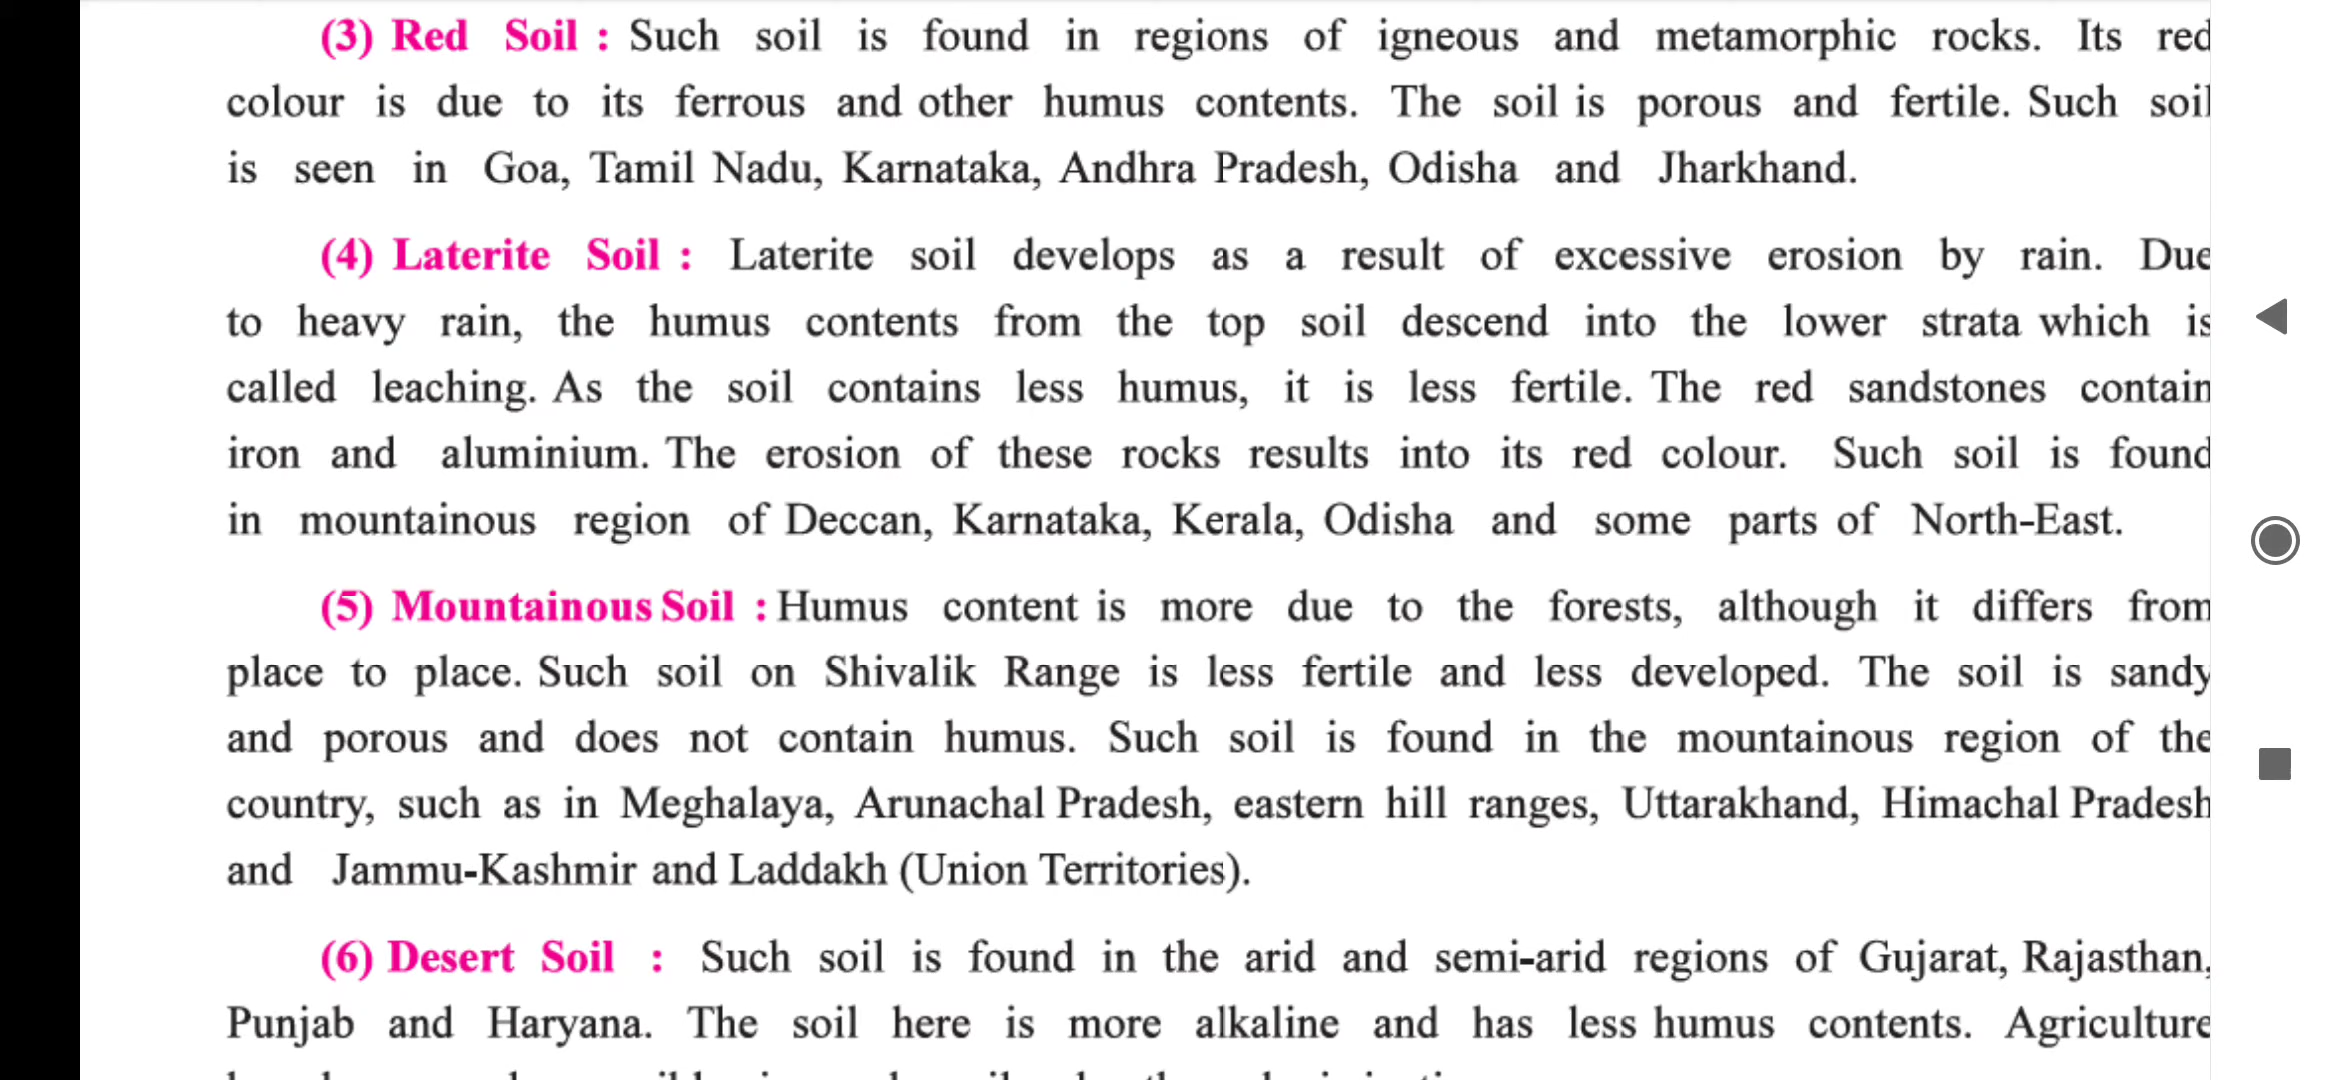 (3) Red Soil : Such soil is found in regions of igneous and metamorphic rocks. Its red
colour is due to its ferrous and other humus contents. The soil is porous and fertile. Such soil
is seen in Goa, Tamil Nadu, Karnataka, Andhra Pradesh, Odisha and Jharkhand.
(4) Laterite Soil : Laterite soil develops as a result of excessive erosion by rain. Due
to heavy rain, the humus contents from the top soil descend into the lower strata which is
called leaching. As the soil contains less humus, it is less fertile. The red sandstones contain
iron and aluminium. The erosion of these rocks results into its red colour. Such soil is found
in mountainous region of Deccan, Karnataka, Kerala, Odisha and some parts of North-East.
(5) Mountainous Soil : Humus content is more due to the forests, although it differs from
place to place. Such soil on Shivalik Range is less fertile and less developed. The soil is sandy
and porous and does not contain humus. Such soil is found in the mountainous region of the
country, such as in Meghalaya, Arunachal Pradesh, eastern hill ranges, Uttarakhand, Himachal Pradesh
and Jammu-Kashmir and Laddakh (Union Territories).
(6) Desert Soil : Such soil is found in the arid and semi-arid regions of Gujarat, Rajasthan,
Punjab and Haryana. The soil here is more alkaline and has less humus contents. Agriculture